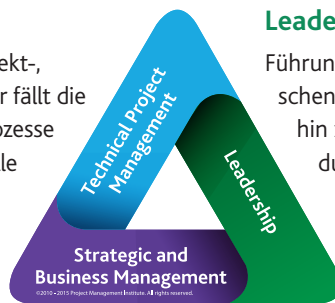 ekt-,
r fällt die
ozesse
lle
Technical Project
Management
Leade
Führun
schen
hin
du
Leadership
Strategic and
Business Management
©2010 - 2015 Project Management Institute. All rights reserved.